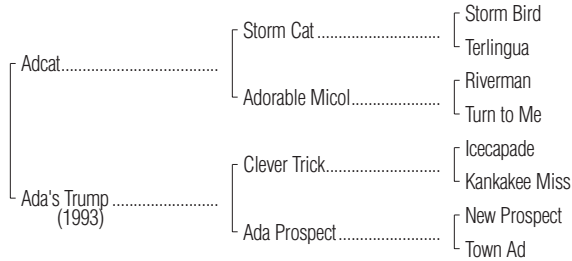 Storm Bird
Storm Cat
Terlingua
Adcat
Riverman
Adorable Micol
Turn to Me
Icecapade
Clever Trick
Kankakee Miss
Ada's Trump
(1993)
New Prospect
Ada Prospect
Town Ad